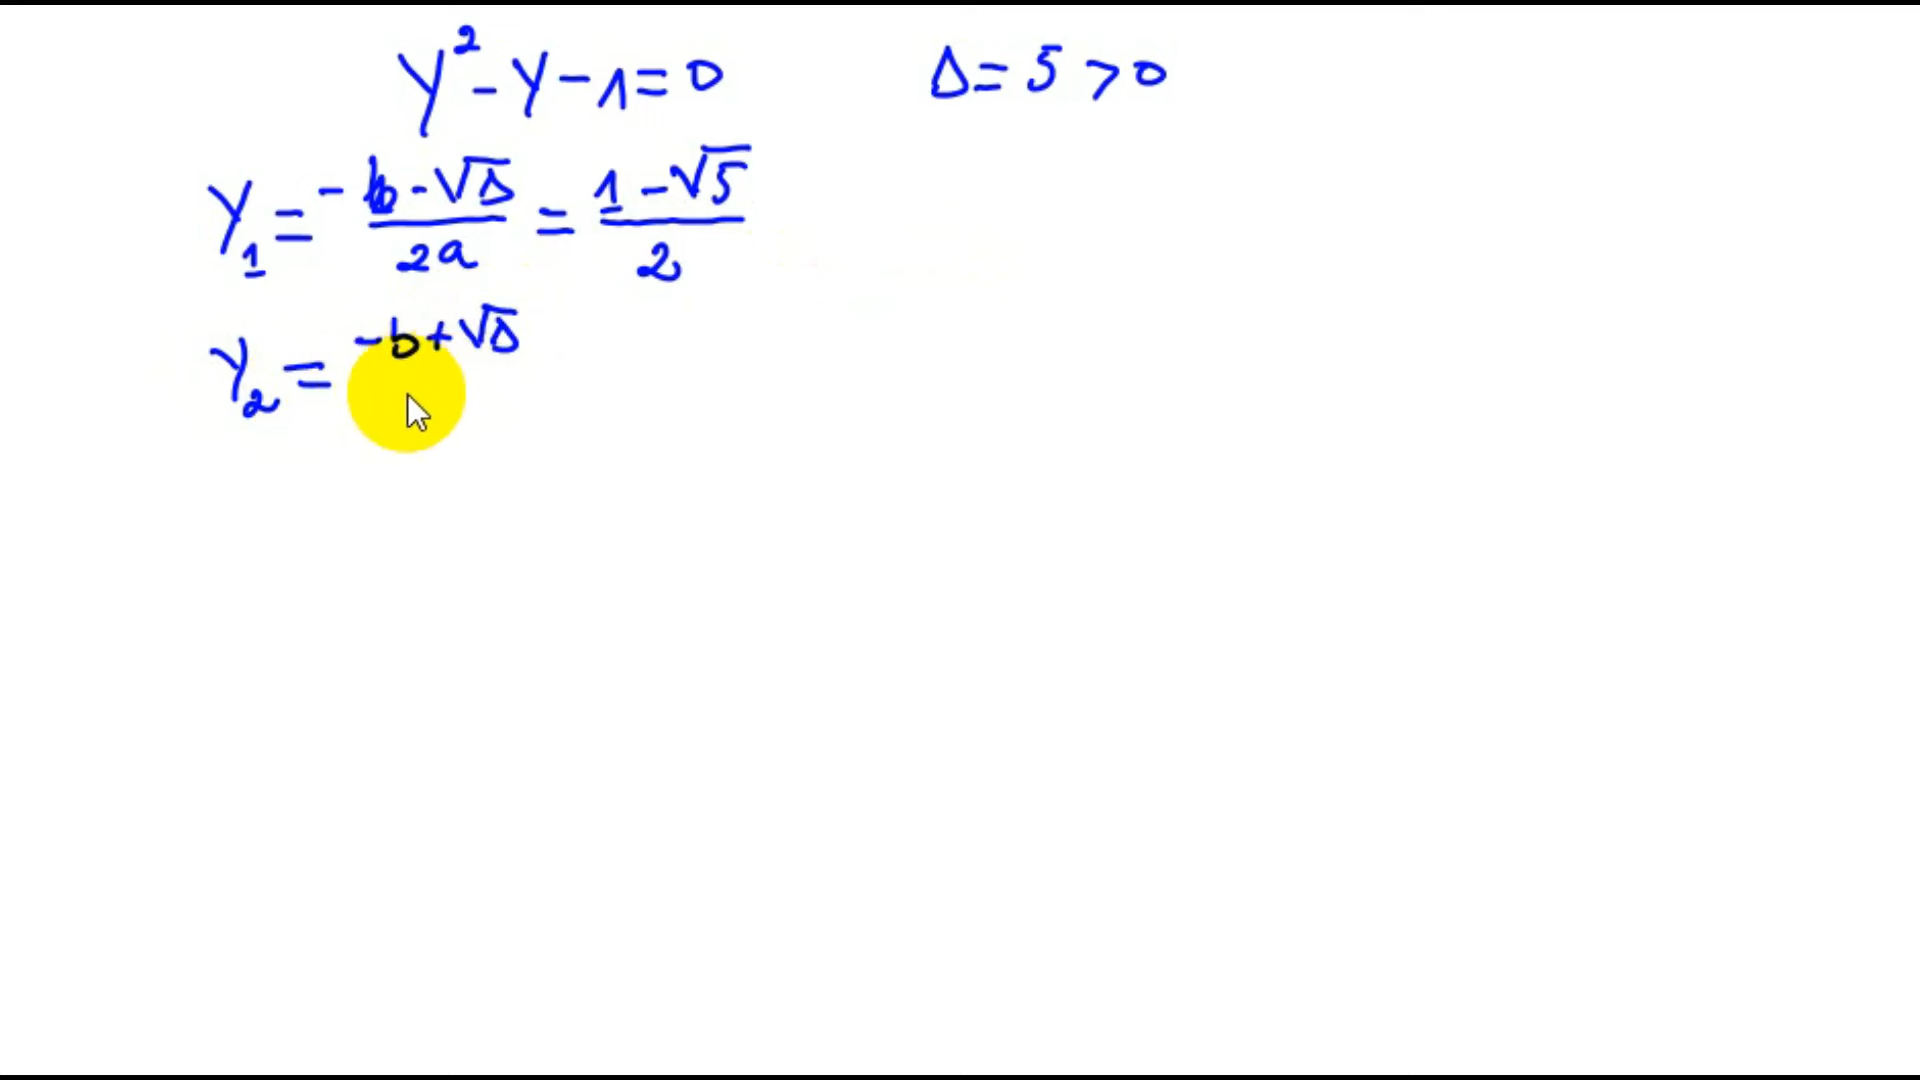 Y² - Y - 1 = 0    Δ = 5 > 0
Y₁ = (-b - √Δ) / 2a = (1 - √5) / 2
Y₂ = -b + √Δ